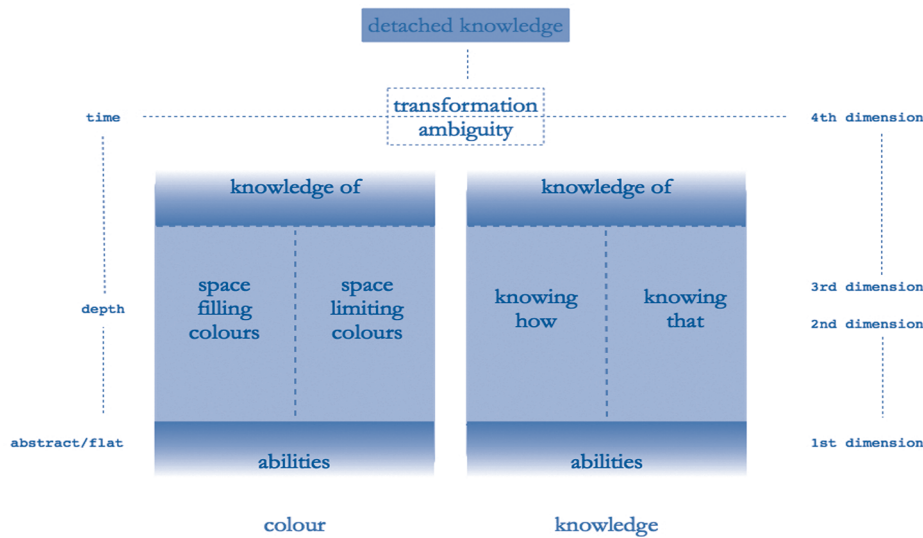 detached knowledge
transformation
ambiguity
time
4th dimension
knowledge of
knowledge of
space
filling
colours
space
limiting
colours
knowing
how
knowing
that
depth
3rd dimension
2nd dimension
abstract/flat
1st dimension
abilities
abilities
colour
knowledge